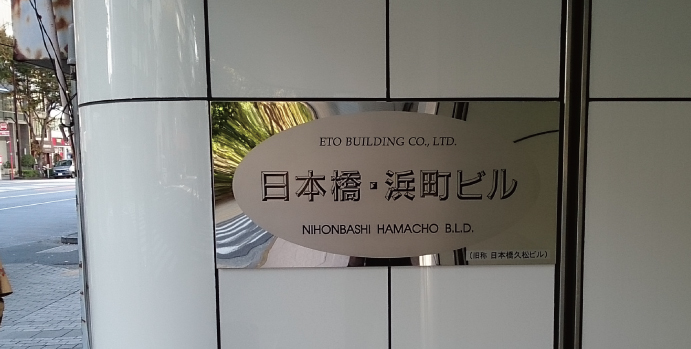 ETO BUILDING CO., LTD.
日本橋・浜町ビル
NIHONBASHI HAMACHO B.L.D.
(旧称 日本橋久松ビル)